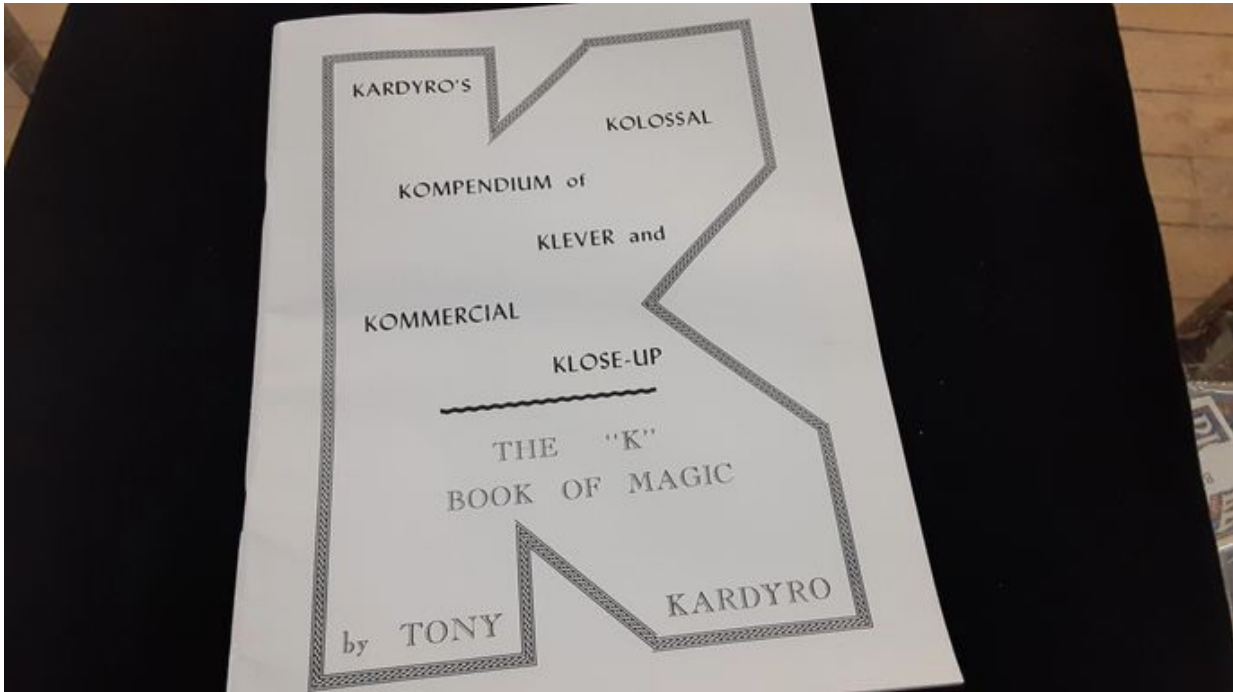 KARDYRO'S
KOLOSSAL
KOMPENDIUM of
KLEVER and
KOMMERCIAL
KLOSE-UP
THE "K"
BOOK OF MAGIC
by TONY KARDYRO